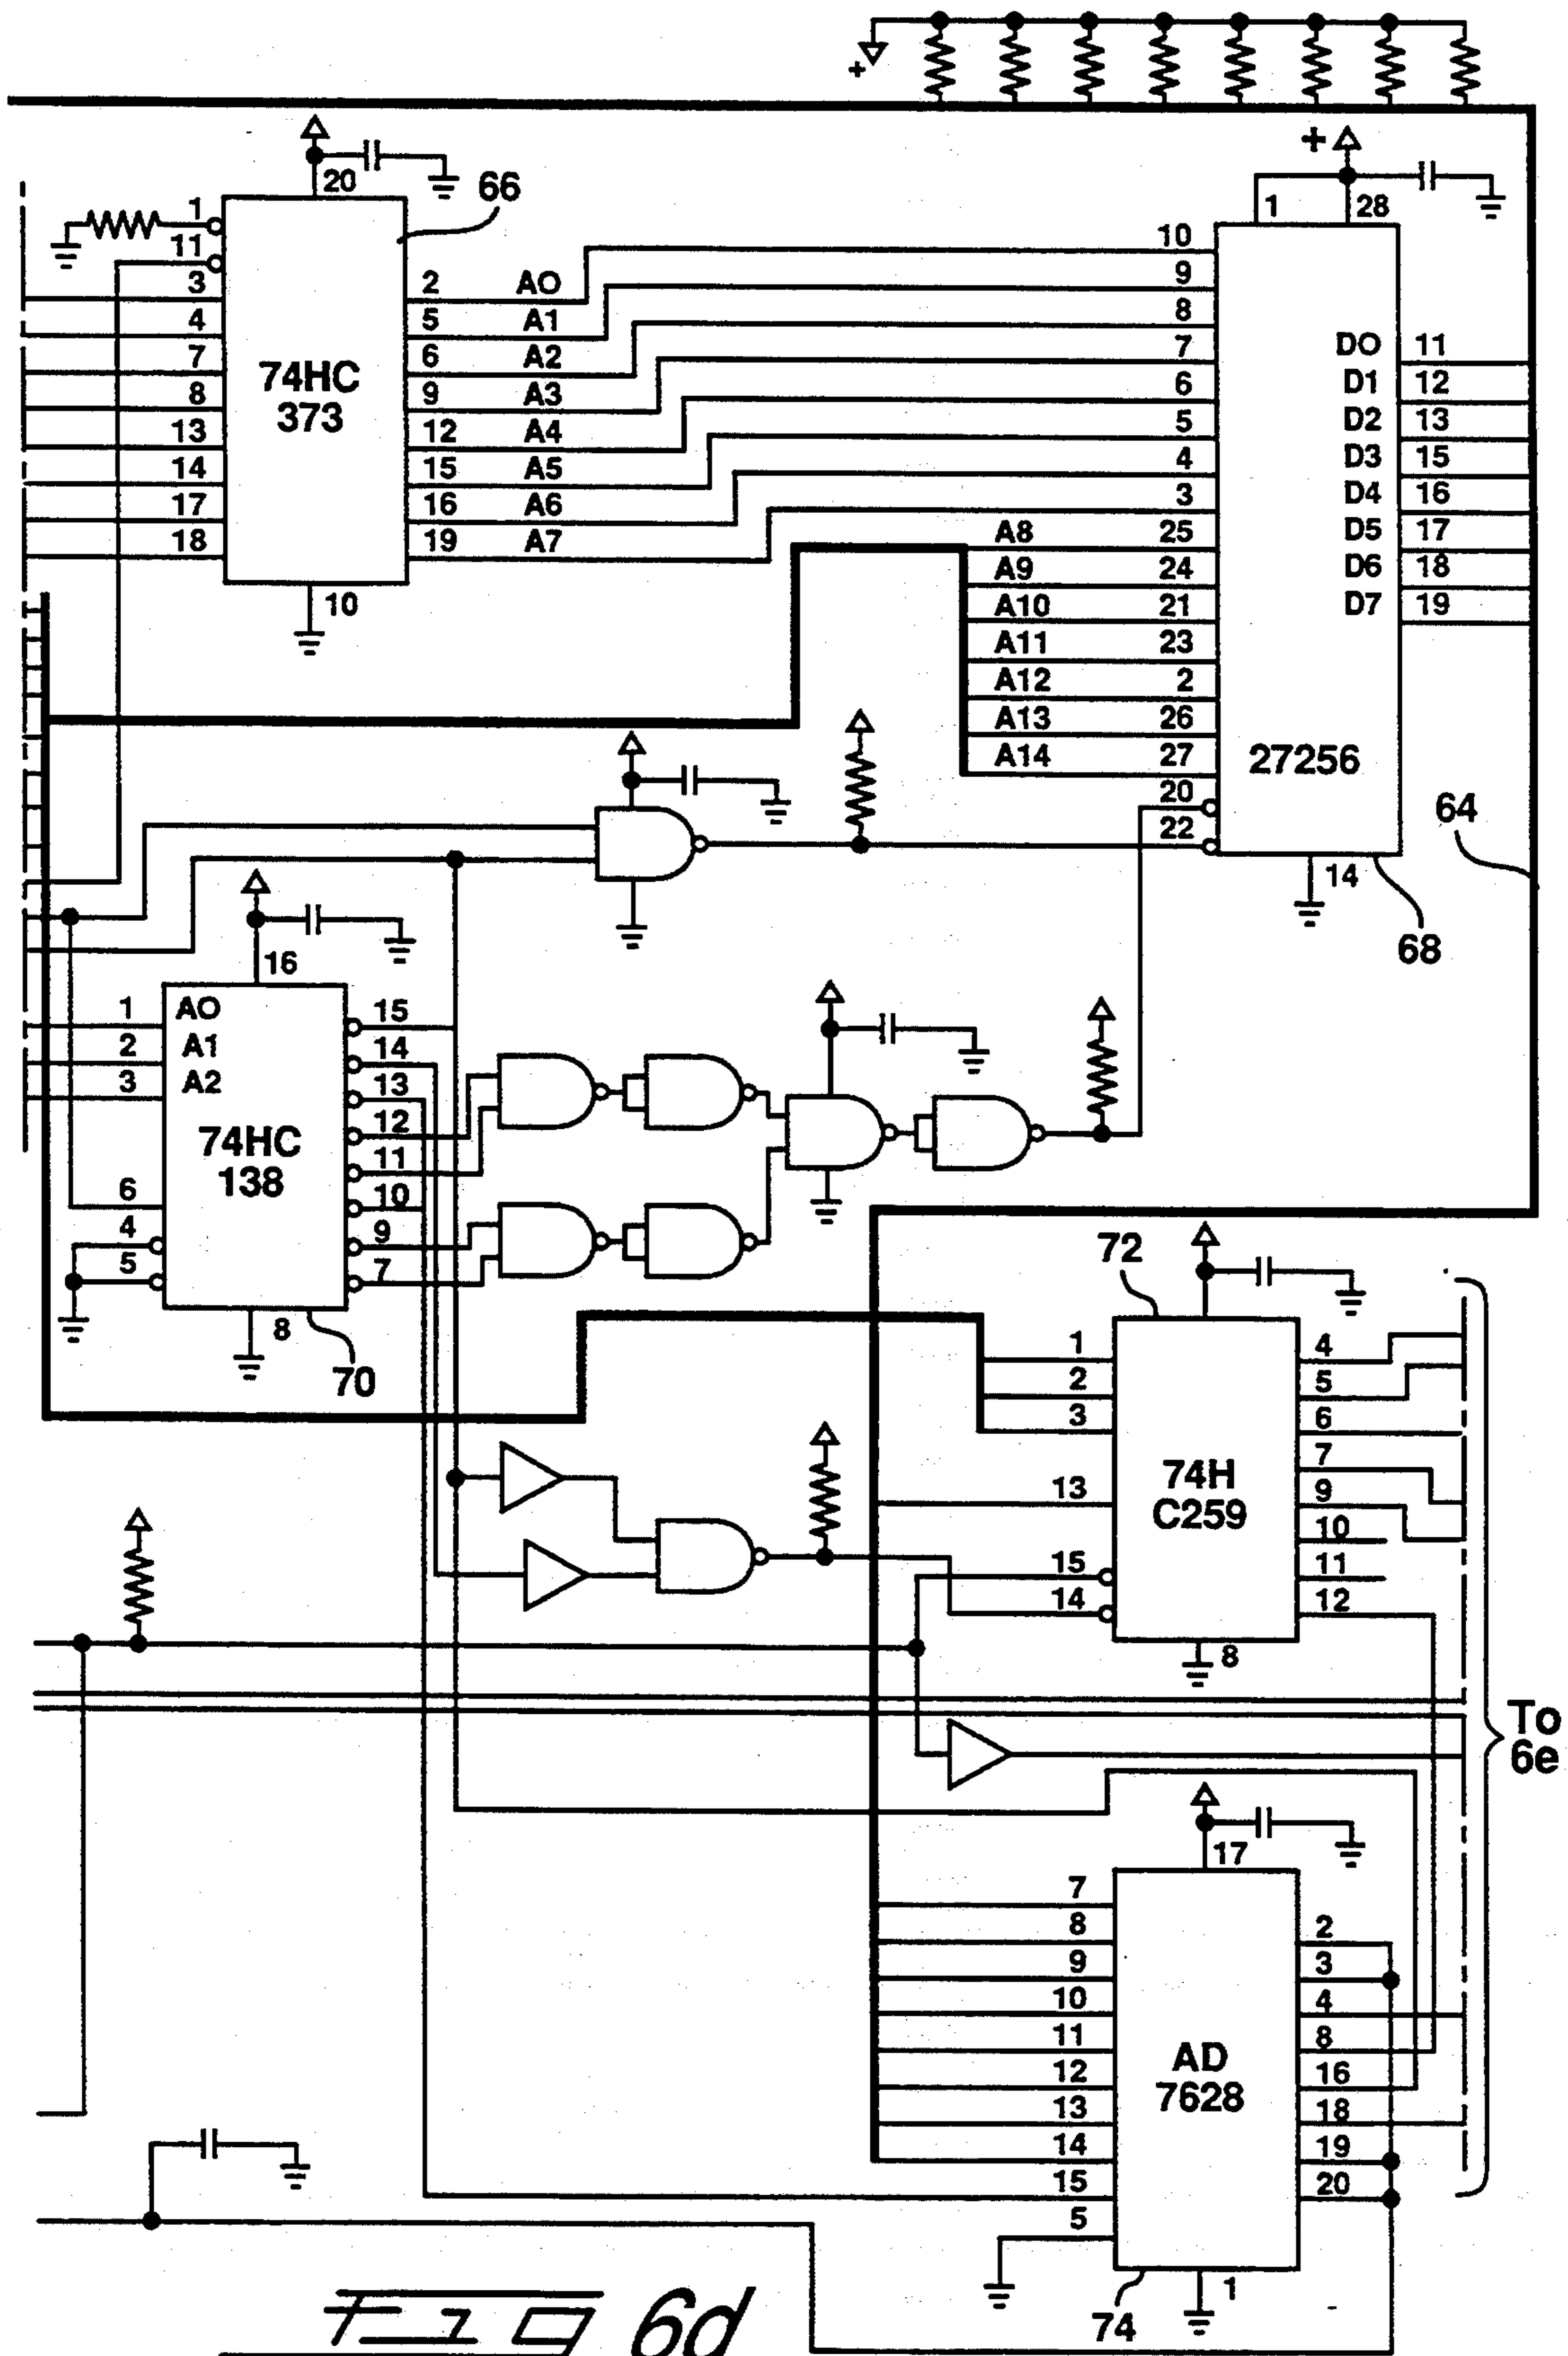 +
20
66
+
1
28
1
11
3
4
7
8
13
14
17
18
74HC
373
2 AO
5 A1
6 A2
9 A3
12 A4
15 A5
16 A6
19 A7
10
10
9
8
7
6
5
4
3
A8 25
A9 24
A10 21
A11 23
A12 2
A13 26
A14 27
20
22
DO 11
D1 12
D2 13
D3 15
D4 16
D5 17
D6 18
D7 19
27256
14
68
64
16
1 AO
2 A1
3 A2
6
4
5
74HC
138
15
14
13
12
11
10
9
7
8
70
72
1
2
3
13
15
14
74H
C259
4
5
6
7
9
10
11
12
8
To
6e
17
7
8
9
10
11
12
13
14
15
5
AD
7628
2
3
4
8
16
18
19
20
1
74
Fig 6d